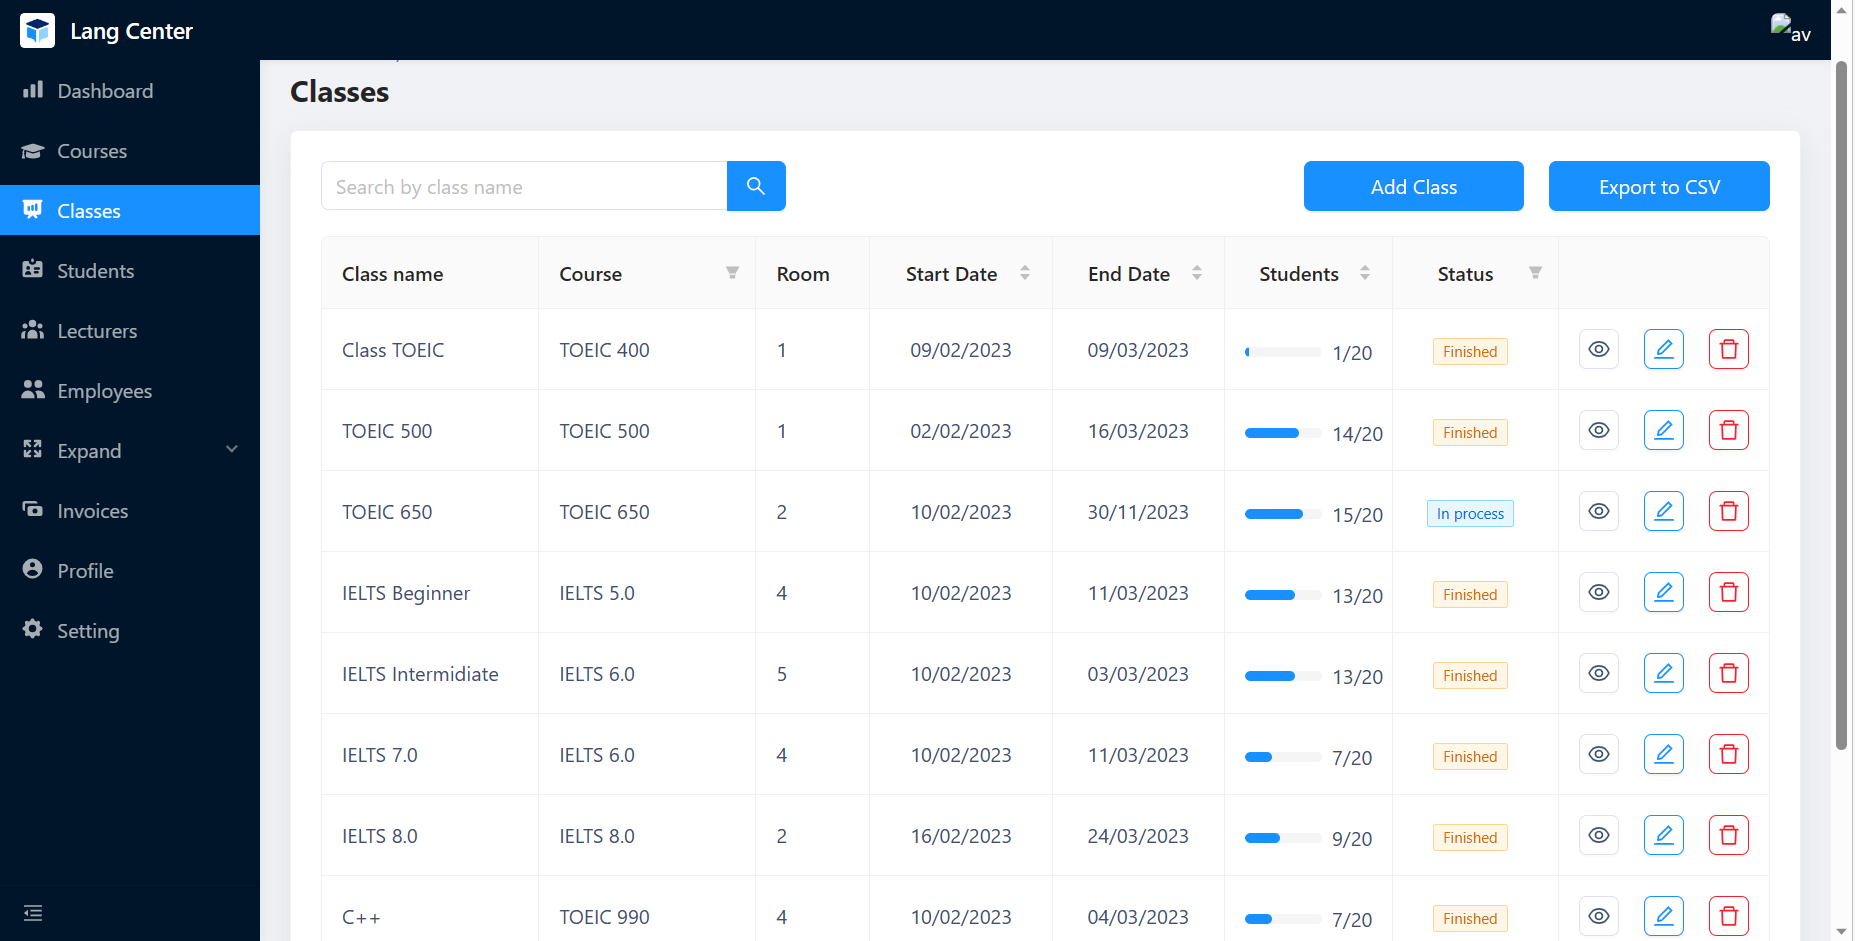 Lang Center
av
Dashboard
Courses
Classes
Students
Lecturers
Employees
Expand
Invoices
Profile
Setting
Classes
Search by class name
Add Class
Export to CSV
Class name Course Room Start Date End Date Students Status
Class TOEIC TOEIC 400 1 09/02/2023 09/03/2023 1/20 Finished
TOEIC 500 TOEIC 500 1 02/02/2023 16/03/2023 14/20 Finished
TOEIC 650 TOEIC 650 2 10/02/2023 30/11/2023 15/20 In process
IELTS Beginner IELTS 5.0 4 10/02/2023 11/03/2023 13/20 Finished
IELTS Intermidiate IELTS 6.0 5 10/02/2023 03/03/2023 13/20 Finished
IELTS 7.0 IELTS 6.0 4 10/02/2023 11/03/2023 7/20 Finished
IELTS 8.0 IELTS 8.0 2 16/02/2023 24/03/2023 9/20 Finished
C++ TOEIC 990 4 10/02/2023 04/03/2023 7/20 Finished